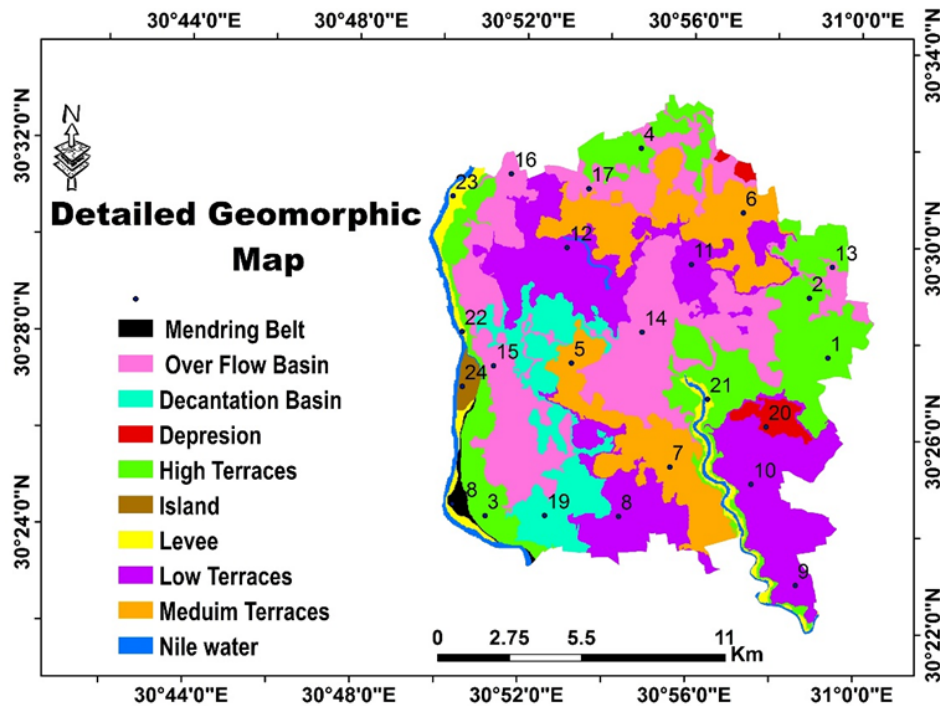 30°44'0"E 30°48'0"E 30°52'0"E 30°56'0"E 31°0'0"E
30°34'0"N
30°32'0"N
30°30'0"N
30°28'0"N
30°26'0"N
30°24'0"N
30°22'0"N
N
Detailed Geomorphic
Map
Mendring Belt
Over Flow Basin
Decantation Basin
Depresion
High Terraces
Island
Levee
Low Terraces
Meduim Terraces
Nile water
4
16
17
23
6
12
11
13
2
22
14
15
5
1
24
21
20
7
10
8
3
19
8
9
0 2.75 5.5 11
Km
30°44'0"E 30°48'0"E 30°52'0"E 30°56'0"E 31°0'0"E